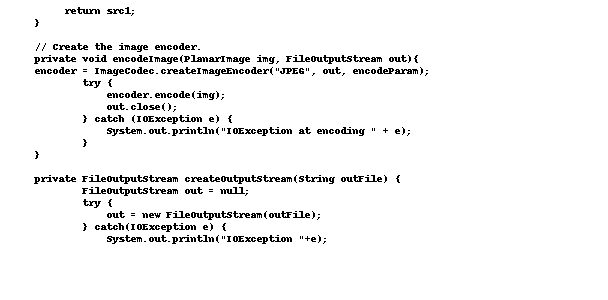 return src1;
}
// Create the image encoder.
private void encodeImage(PlanarImage img, FileOutputStream out){
encoder = ImageCodec.createImageEncoder("JPEG", out, encodeParam);
try {
encoder.encode(img);
out.close();
} catch (IOException e) {
System.out.println("IOException at encoding " + e);
}
}
private FileOutputStream createOutputStream(String outFile) {
FileOutputStream out = null;
try {
out = new FileOutputStream(outFile);
} catch(IOException e) {
System.out.println("IOException "+e);